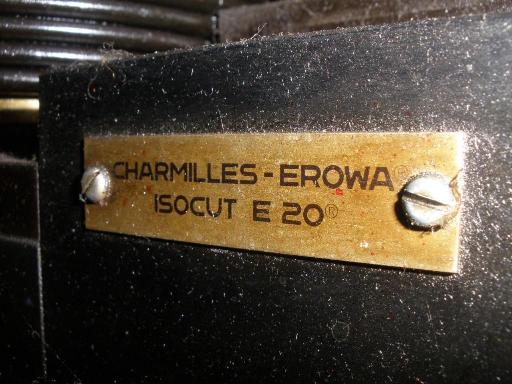 CHARMILLES - EROWA®
ISOCUT E 20®